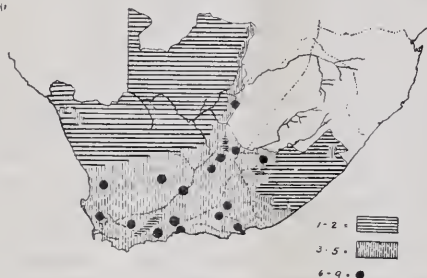 1 - 2 =
3 - 5 =
6 - 9 =